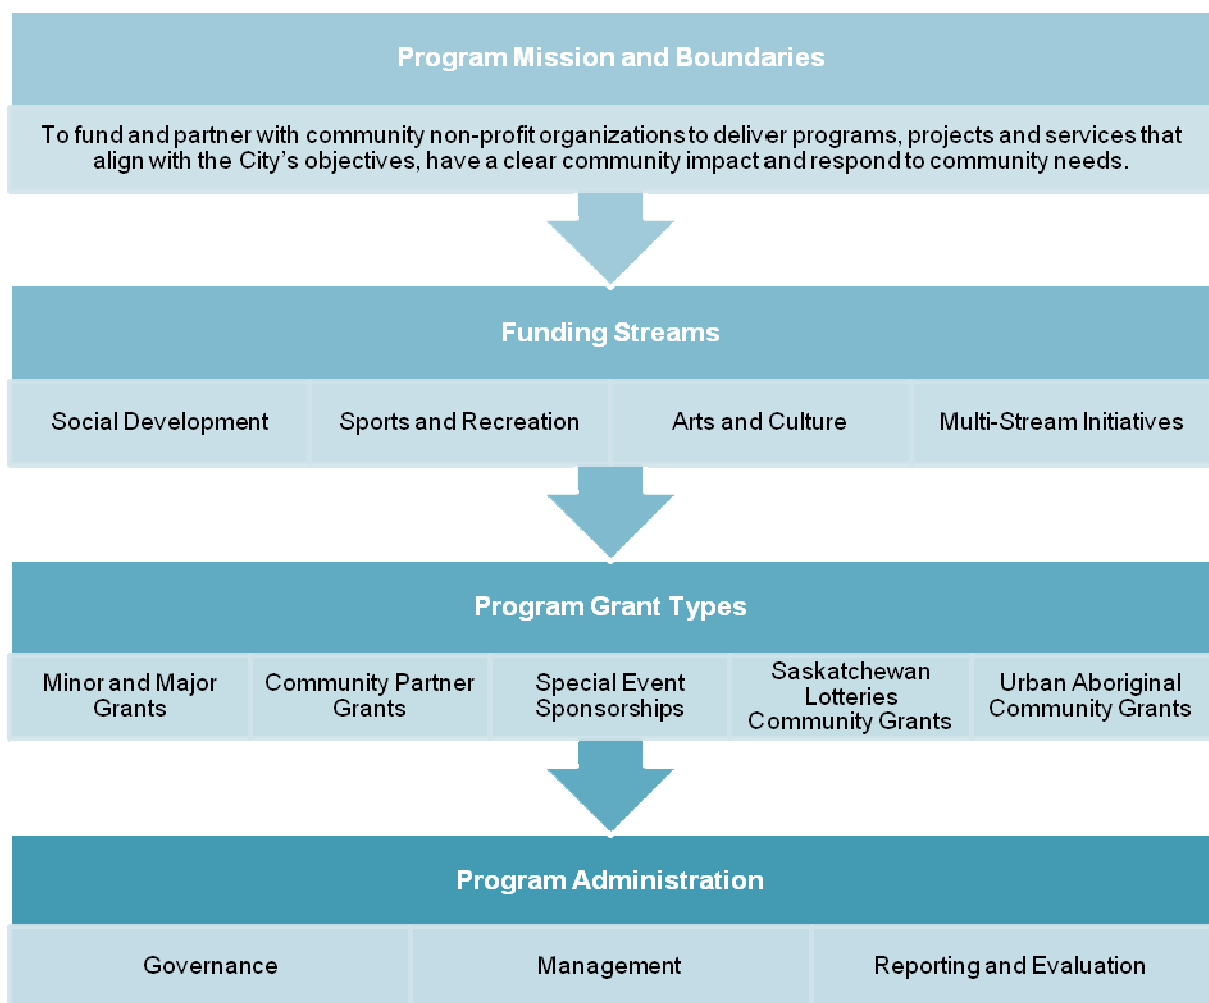 Program Mission and Boundaries
To fund and partner with community non-profit organizations to deliver programs, projects and services that
align with the City's objectives, have a clear community impact and respond to community needs.
Funding Streams
Social Development
Sports and Recreation
Arts and Culture
Multi-Stream Initiatives
Program Grant Types
Minor and Major
Grants
Community Partner
Grants
Special Event
Sponsorships
Saskatchewan
Lotteries
Community Grants
Urban Aboriginal
Community Grants
Program Administration
Governance
Management
Reporting and Evaluation